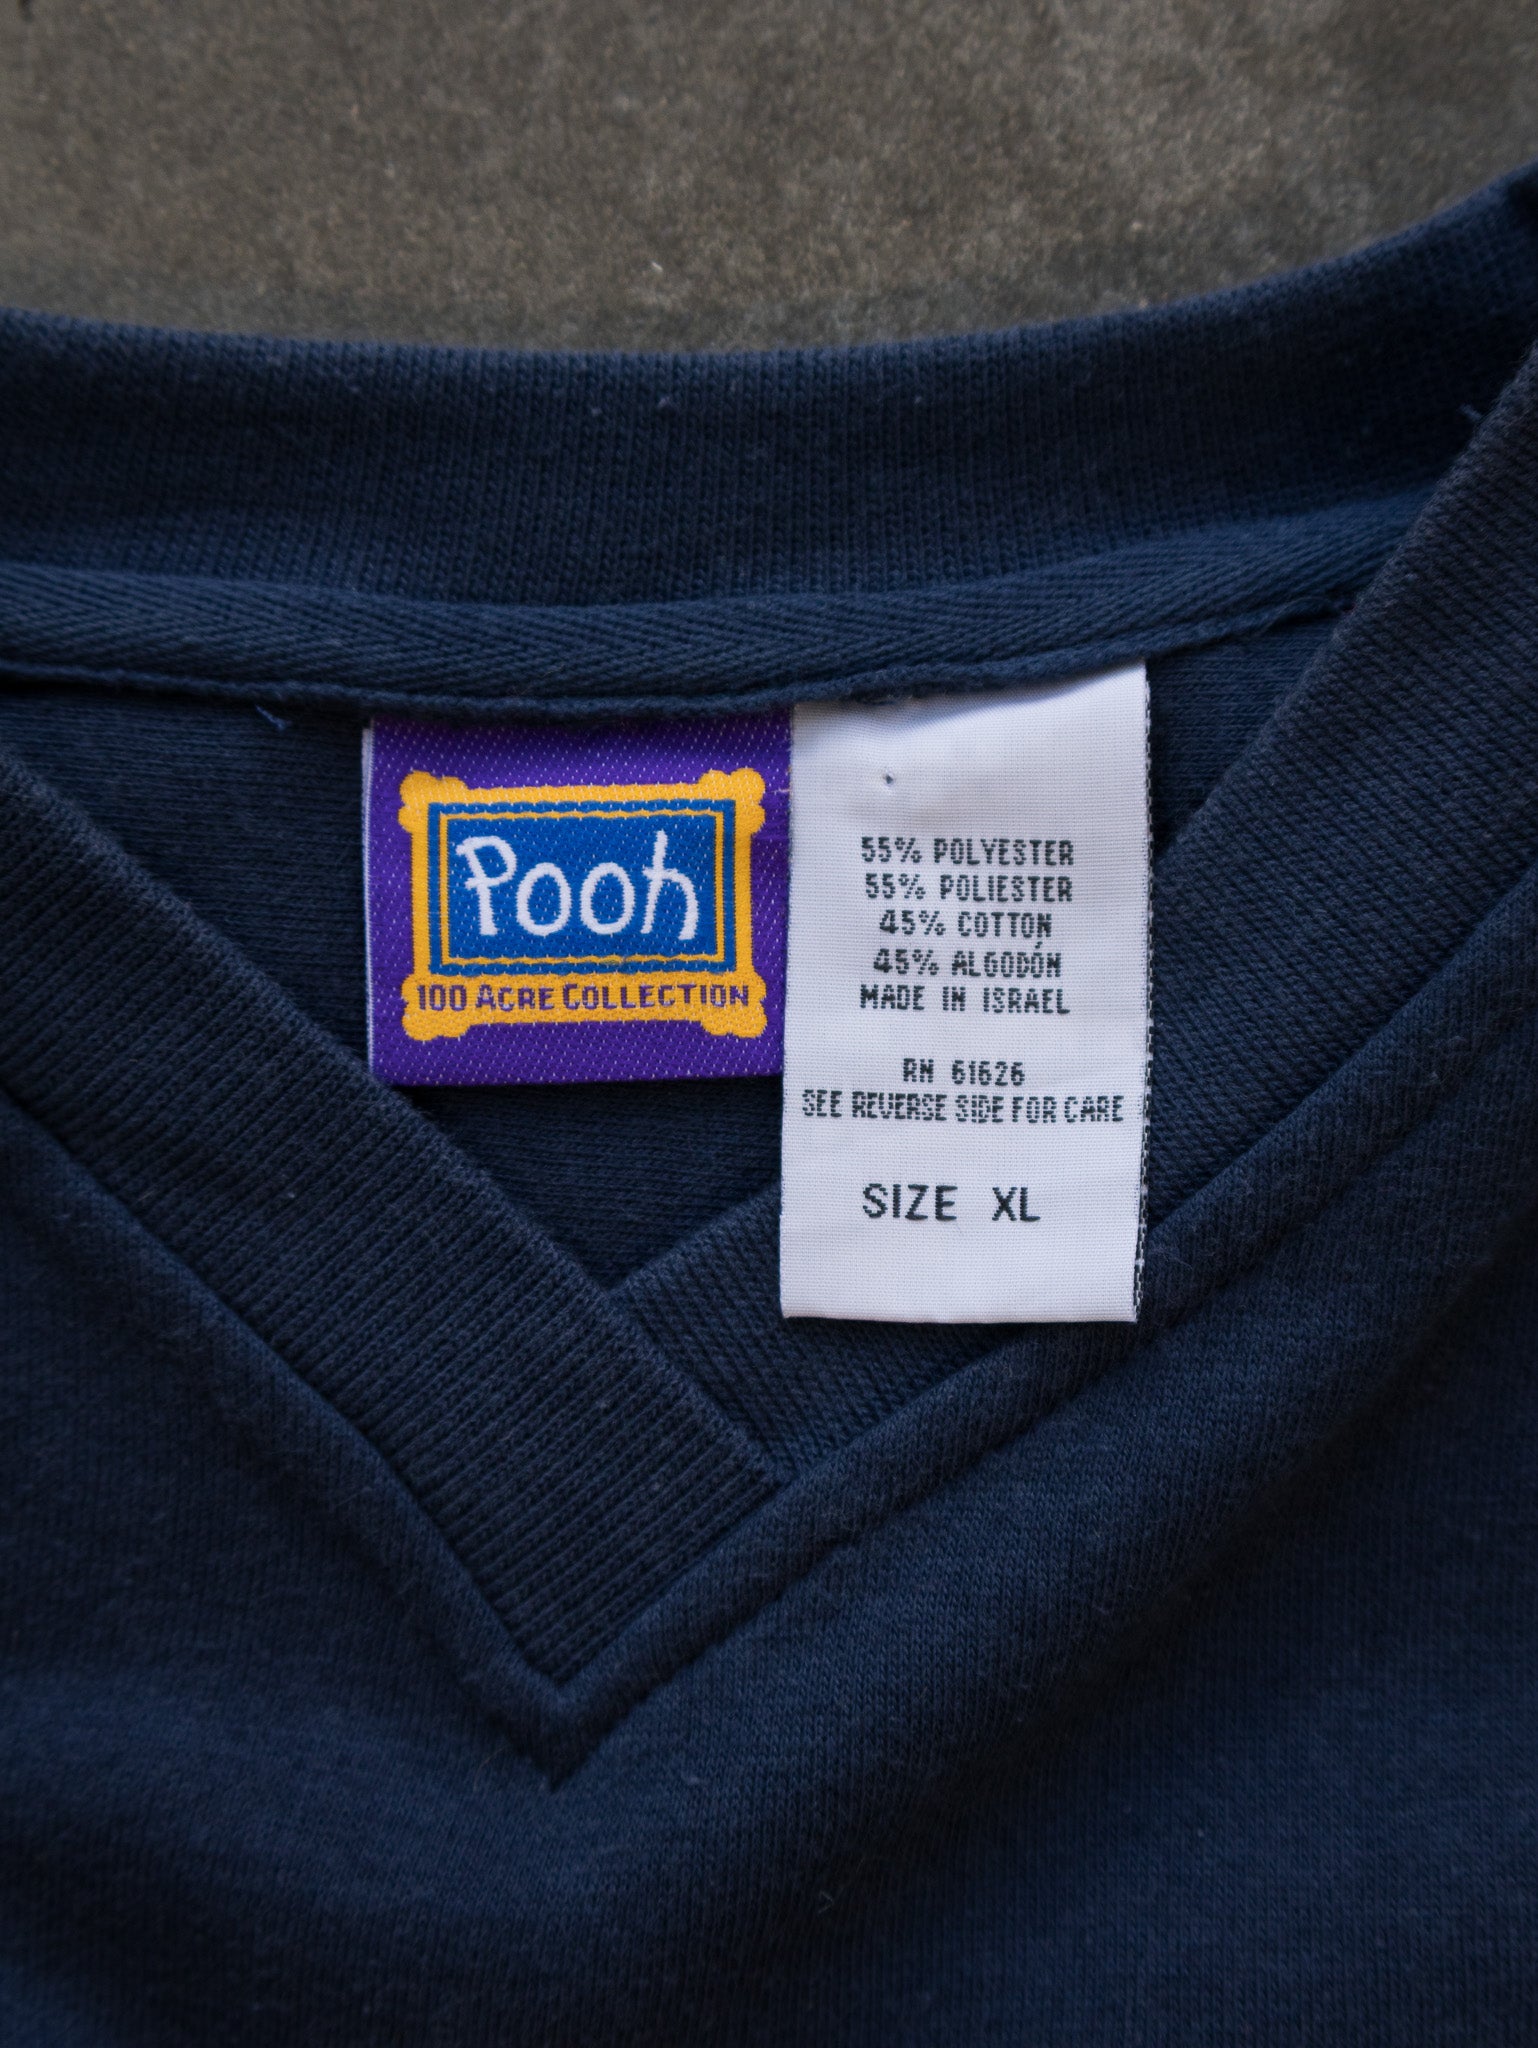 Pooh
100 ACRE COLLECTION
55% POLYESTER
55% POLIESTER
45% COTTON
45% ALGODÓN
MADE IN ISRAEL
RN 61626
SEE REVERSE SIDE FOR CARE
SIZE XL